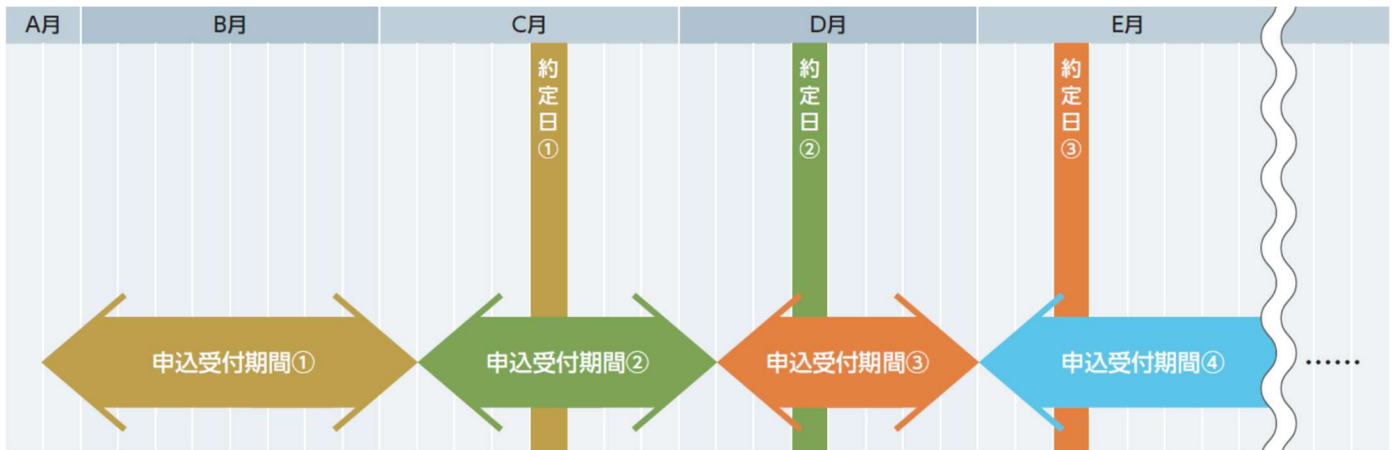 A月 B月 C月 D月 E月
約定日①
約定日②
約定日③
申込受付期間① 申込受付期間② 申込受付期間③ 申込受付期間④ ……